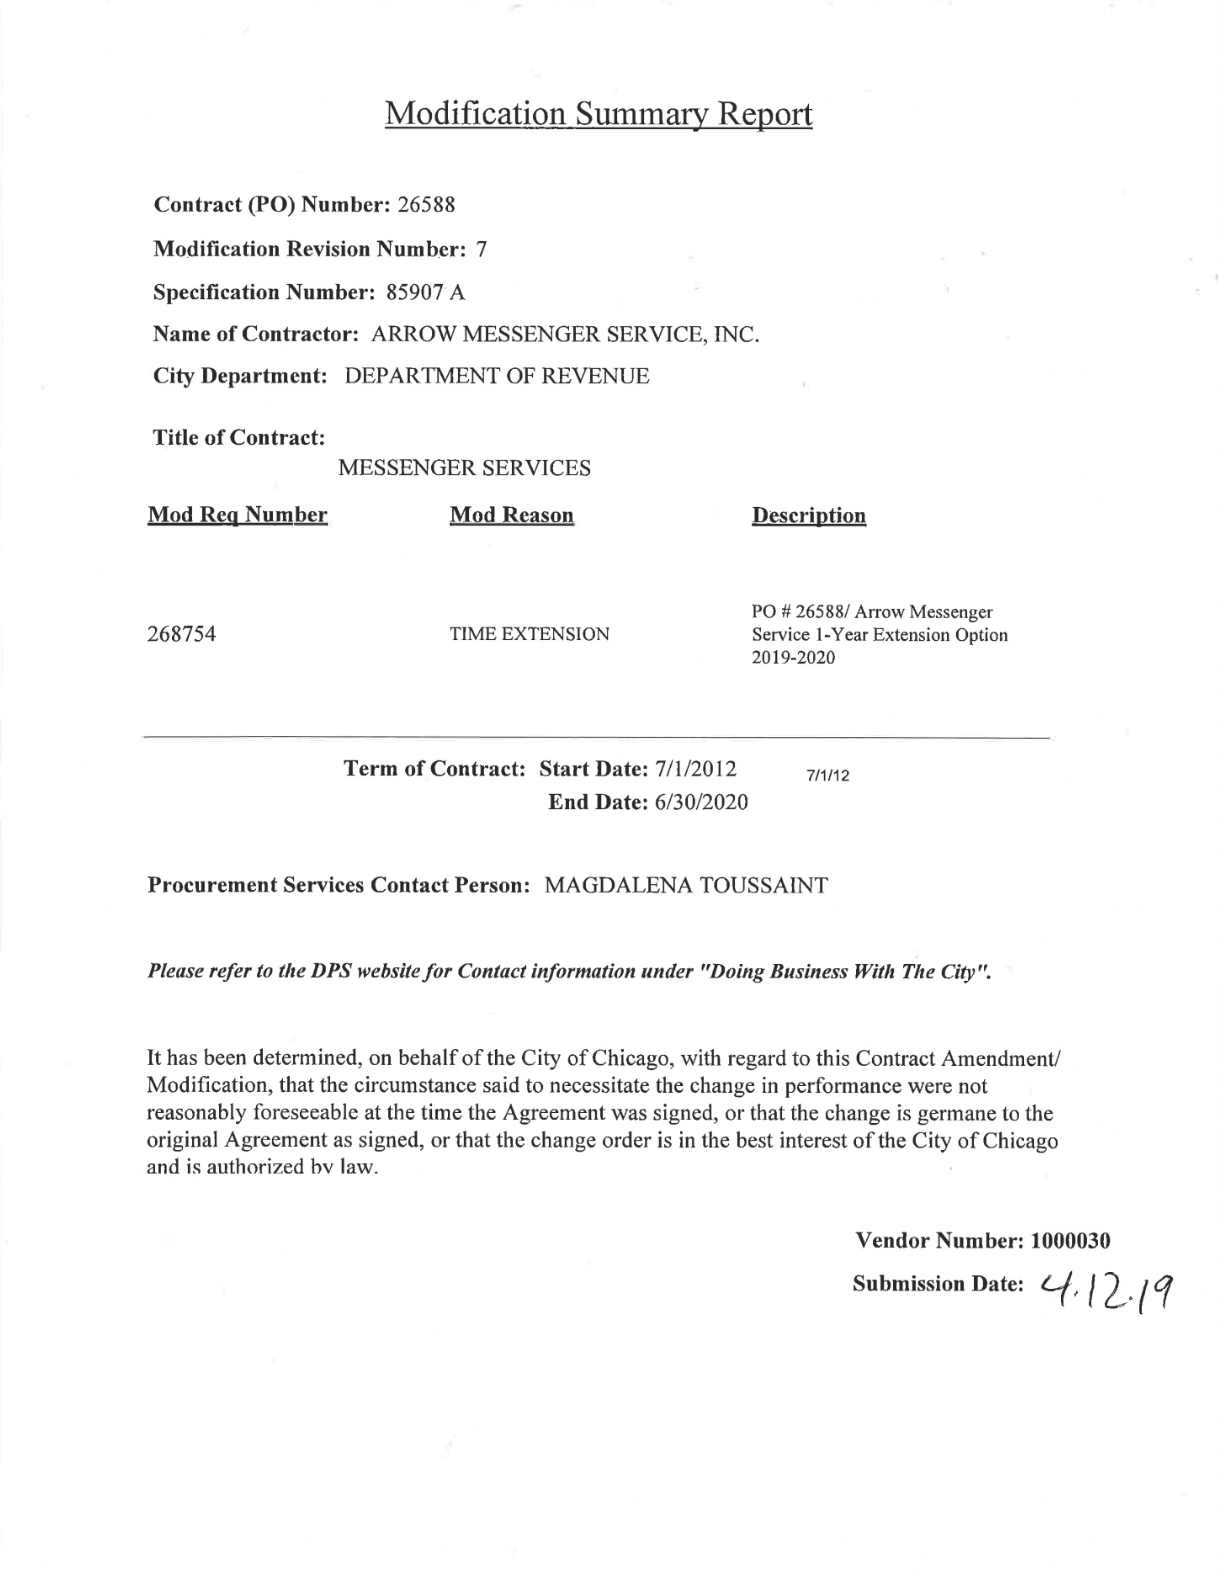 Modification Summary Report
Contract (PO) Number: 26588
Modification Revision Number: 7
Specification Number: 85907 A
Name of Contractor: ARROW MESSENGER SERVICE, INC.
City Department: DEPARTMENT OF REVENUE
Title of Contract:
MESSENGER SERVICES
Mod Req Number Mod Reason Description
268754 TIME EXTENSION PO # 26588/ Arrow Messenger
Service 1-Year Extension Option
2019-2020
Term of Contract: Start Date: 7/1/2012 7/1/12
End Date: 6/30/2020
Procurement Services Contact Person: MAGDALENA TOUSSAINT
Please refer to the DPS website for Contact information under "Doing Business With The City".
It has been determined, on behalf of the City of Chicago, with regard to this Contract Amendment/
Modification, that the circumstance said to necessitate the change in performance were not
reasonably foreseeable at the time the Agreement was signed, or that the change is germane to the
original Agreement as signed, or that the change order is in the best interest of the City of Chicago
and is authorized by law.
Vendor Number: 1000030
Submission Date: 4.12.19